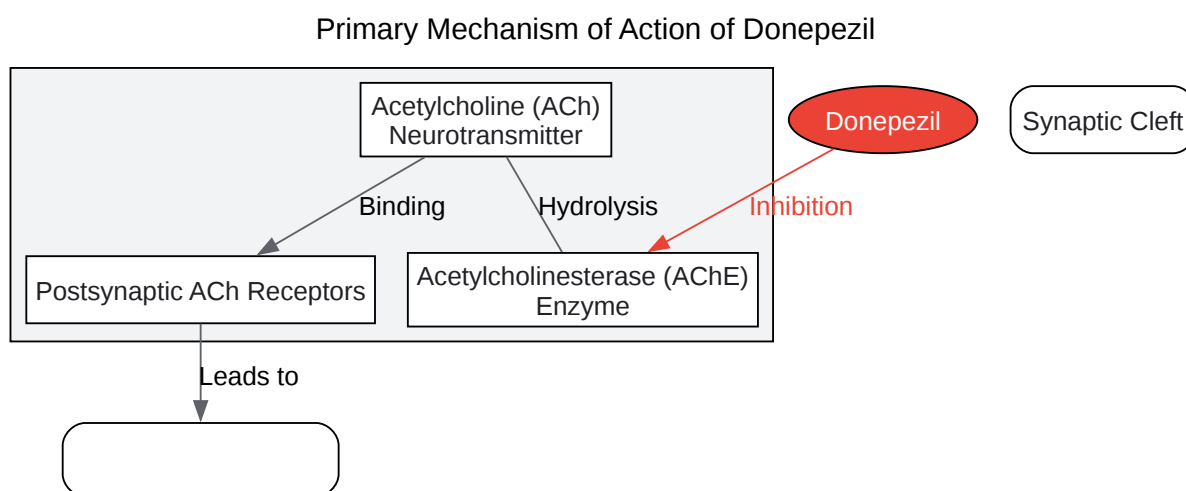 Primary Mechanism of Action of Donepezil
Acetylcholine (ACh)
Neurotransmitter
Donepezil
Synaptic Cleft
Binding
Hydrolysis
Inhibition
Postsynaptic ACh Receptors
Acetylcholinesterase (AChE)
Enzyme
Leads to